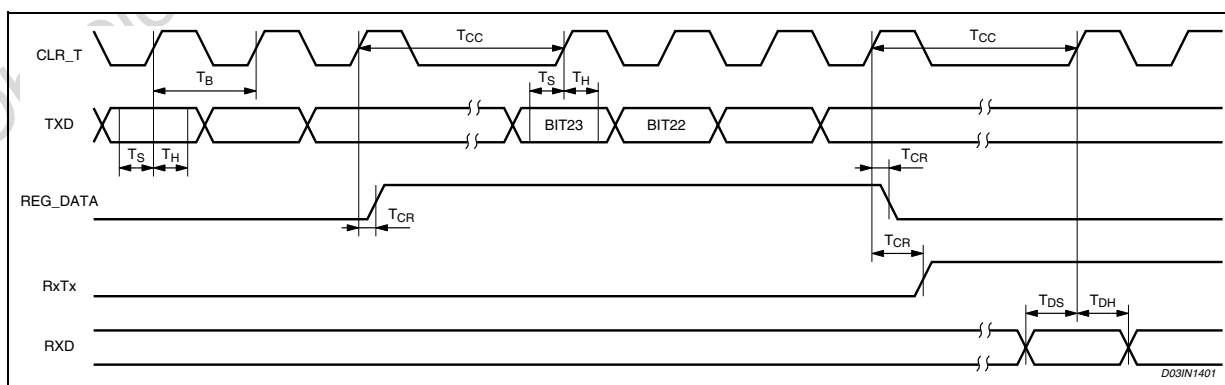 CLR_T
TCC
TCC
TB
TS
TH
TXD
BIT23
BIT22
TS
TH
TCR
REG_DATA
TCR
TCR
RxTx
TDS
TDH
RXD
D03IN1401